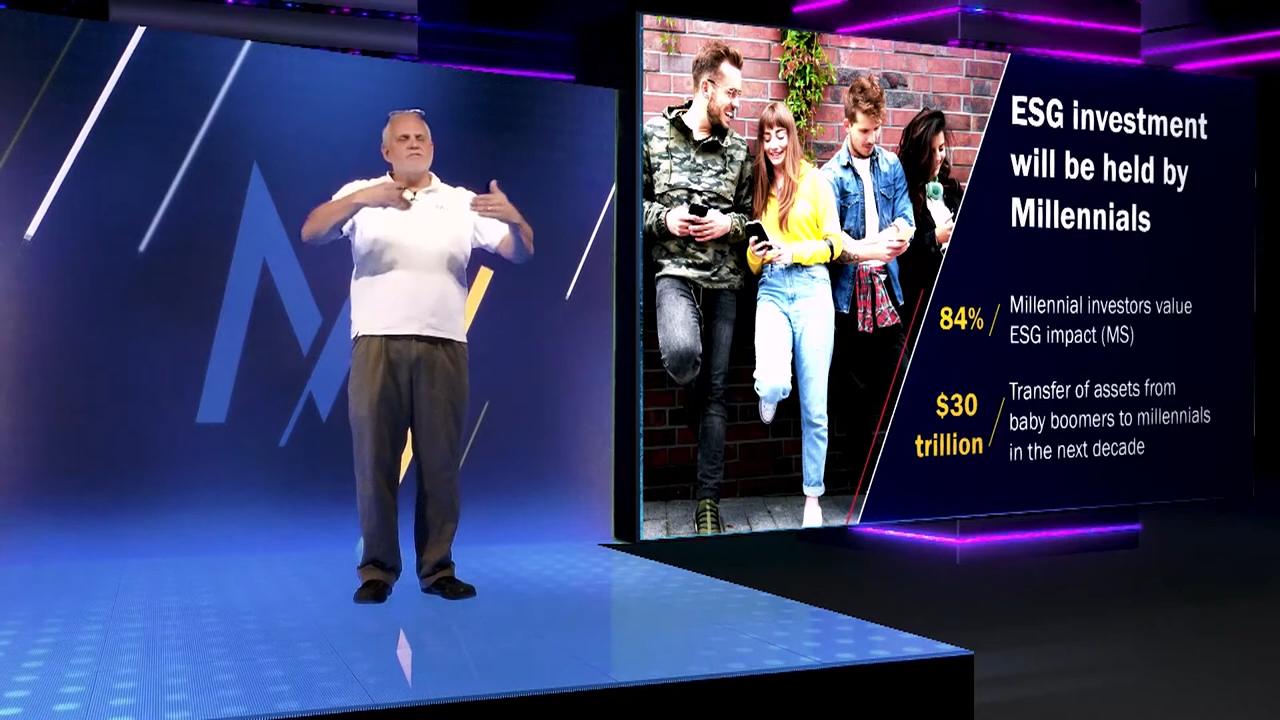 ESG investment
will be held by
Millennials
84%
Millennial investors value
ESG impact (MS)
$30
trillion
Transfer of assets from
baby boomers to millennials
in the next decade